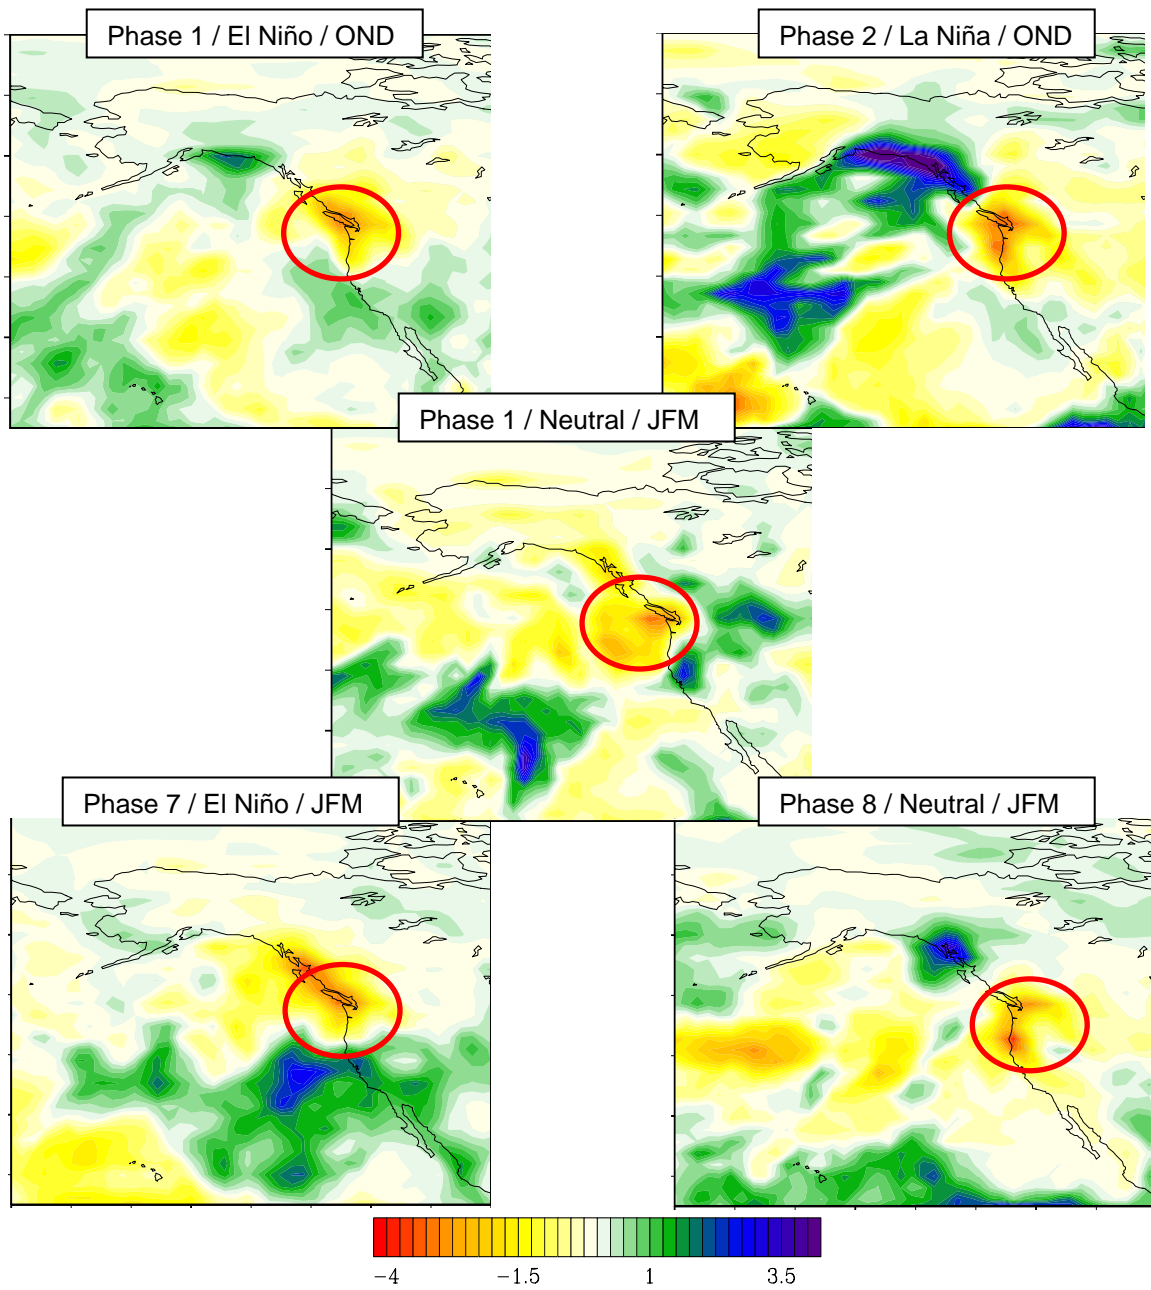 Phase 1 / El Niño / OND
Phase 2 / La Niña / OND
Phase 1 / Neutral / JFM
Phase 7 / El Niño / JFM
Phase 8 / Neutral / JFM
−4 −1.5 1 3.5